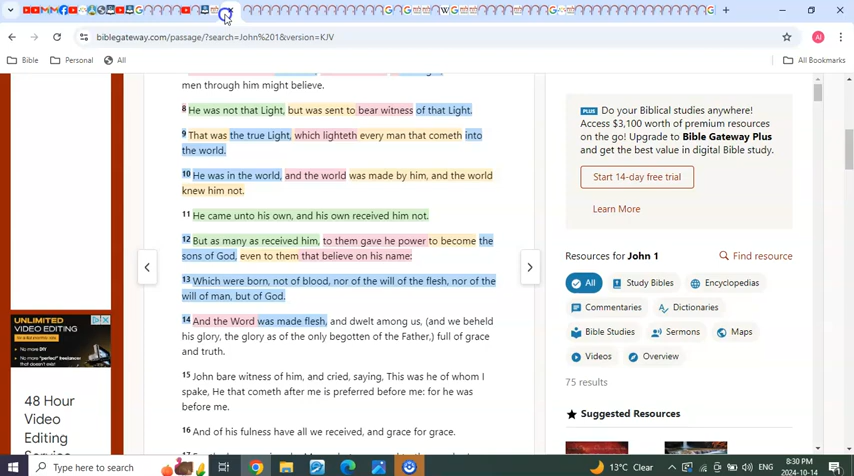 biblegateway.com/passage/?search=John%201&version=KJV
AI
Bible
Personal
All
All Bookmarks
men through him might believe.
8 He was not that Light, but was sent to bear witness of that Light.
9 That was the true Light, which lighteth every man that cometh into
the world.
10 He was in the world, and the world was made by him, and the world
knew him not.
11 He came unto his own, and his own received him not.
12 But as many as received him, to them gave he power to become the
sons of God, even to them that believe on his name:
13 Which were born, not of blood, nor of the will of the flesh, nor of the
will of man, but of God.
14 And the Word was made flesh, and dwelt among us, (and we beheld
his glory, the glory as of the only begotten of the Father,) full of grace
and truth.
15 John bare witness of him, and cried, saying, This was he of whom I
spake, He that cometh after me is preferred before me: for he was
before me.
16 And of his fulness have all we received, and grace for grace.
UNLIMITED
VIDEO EDITING
48 Hour
Video
Editing
PLUS Do your Biblical studies anywhere!
Access $3,100 worth of premium resources
on the go! Upgrade to Bible Gateway Plus
and get the best value in digital Bible study.
Start 14-day free trial
Learn More
Resources for John 1
Find resource
All
Study Bibles
Encyclopedias
Commentaries
Dictionaries
Bible Studies
Sermons
Maps
Videos
Overview
75 results
Suggested Resources
Type here to search
13°C Clear
ENG
8:30 PM
2024-10-14